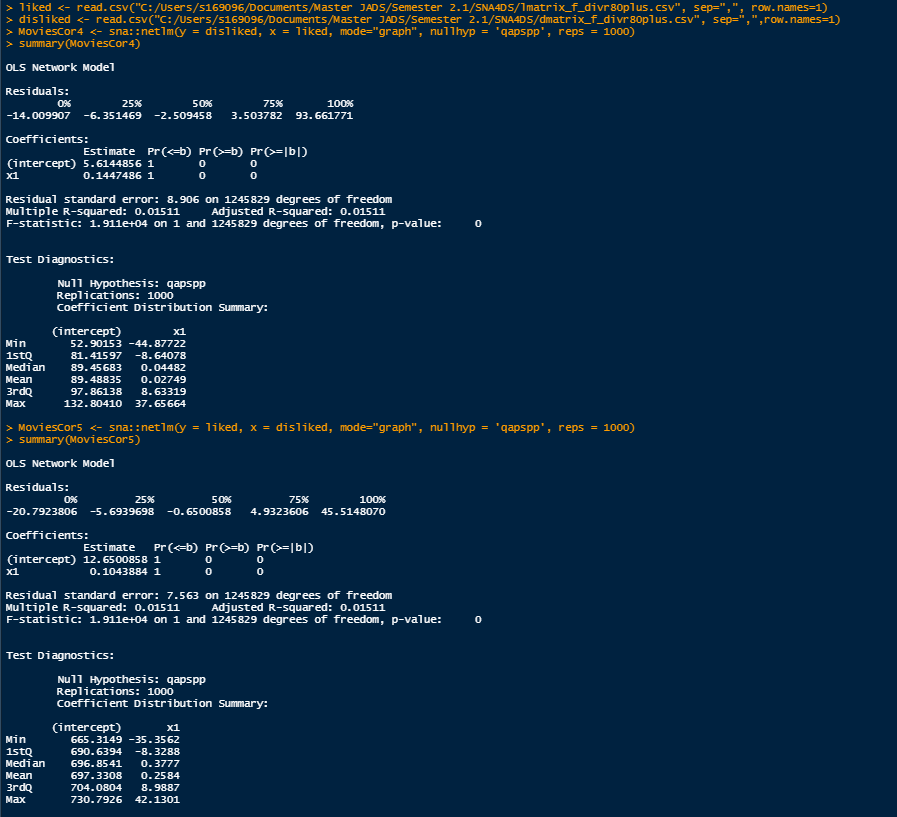 > liked <- read.csv("C:/Users/s169096/Documents/Master JADS/Semester 2.1/SNA4DS/lmatrix_f_divr80plus.csv", sep=",", row.names=1)
> disliked <- read.csv("C:/Users/s169096/Documents/Master JADS/Semester 2.1/SNA4DS/dmatrix_f_divr80plus.csv", sep=",",row.names=1)
> MoviesCor4 <- sna::netlm(y = disliked, x = liked, mode="graph", nullhyp = 'qapspp', reps = 1000)
> summary(MoviesCor4)
OLS Network Model
Residuals:
0% 25% 50% 75% 100%
-14.009907 -6.351469 -2.509458 3.503782 93.661771
Coefficients:
Estimate Pr(<=b) Pr(>=b) Pr(>=|b|)
(intercept) 5.6144856 1 0 0
x1 0.1447486 1 0 0
Residual standard error: 8.906 on 1245829 degrees of freedom
Multiple R-squared: 0.01511 Adjusted R-squared: 0.01511
F-statistic: 1.911e+04 on 1 and 1245829 degrees of freedom, p-value: 0
Test Diagnostics:
Null Hypothesis: qapspp
Replications: 1000
Coefficient Distribution Summary:
(intercept) x1
Min 52.90153 -44.87722
1stQ 81.41597 -8.64078
Median 89.45683 0.04482
Mean 89.48835 0.02749
3rdQ 97.86138 8.63319
Max 132.80410 37.65664
> MoviesCor5 <- sna::netlm(y = liked, x = disliked, mode="graph", nullhyp = 'qapspp', reps = 1000)
> summary(MoviesCor5)
OLS Network Model
Residuals:
0% 25% 50% 75% 100%
-20.7923806 -5.6939698 -0.6500858 4.9323606 45.5148070
Coefficients:
Estimate Pr(<=b) Pr(>=b) Pr(>=|b|)
(intercept) 12.6500858 1 0 0
x1 0.1043884 1 0 0
Residual standard error: 7.563 on 1245829 degrees of freedom
Multiple R-squared: 0.01511 Adjusted R-squared: 0.01511
F-statistic: 1.911e+04 on 1 and 1245829 degrees of freedom, p-value: 0
Test Diagnostics:
Null Hypothesis: qapspp
Replications: 1000
Coefficient Distribution Summary:
(intercept) x1
Min 665.3149 -35.3562
1stQ 690.6394 -8.3288
Median 696.8541 0.3777
Mean 697.3308 0.2584
3rdQ 704.0804 8.9887
Max 730.7926 42.1301